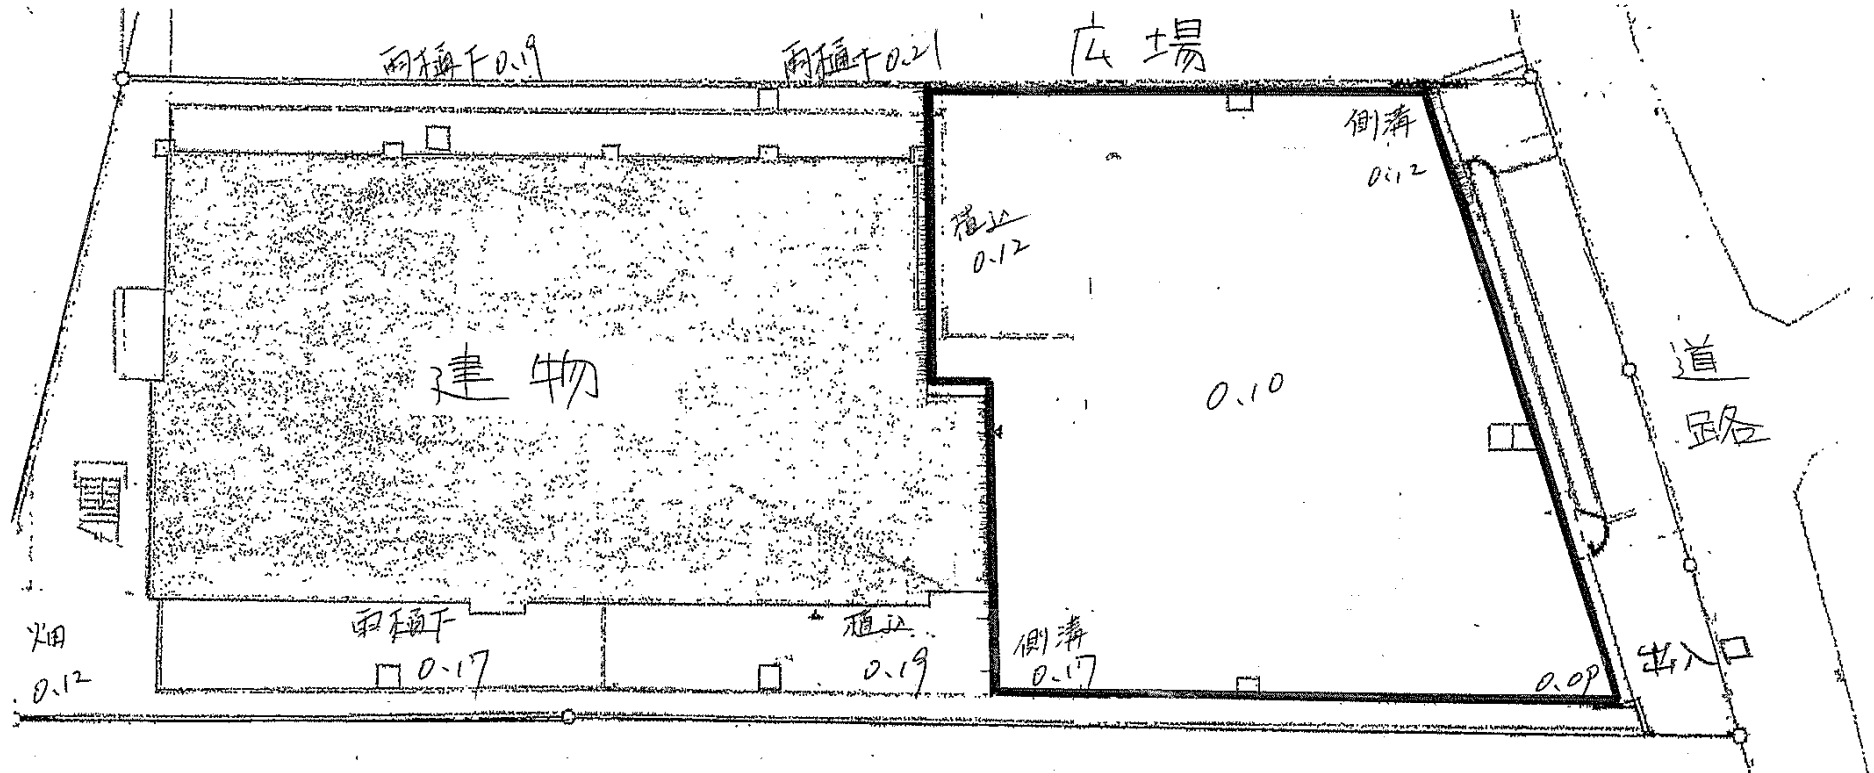 雨樋下0.19
雨樋下0.21
広場
側溝
0.12
植込
0.12
建物
0.10
道
路
畑
0.12
雨樋下
0.17
植込
0.19
側溝
0.17
0.09
出入口